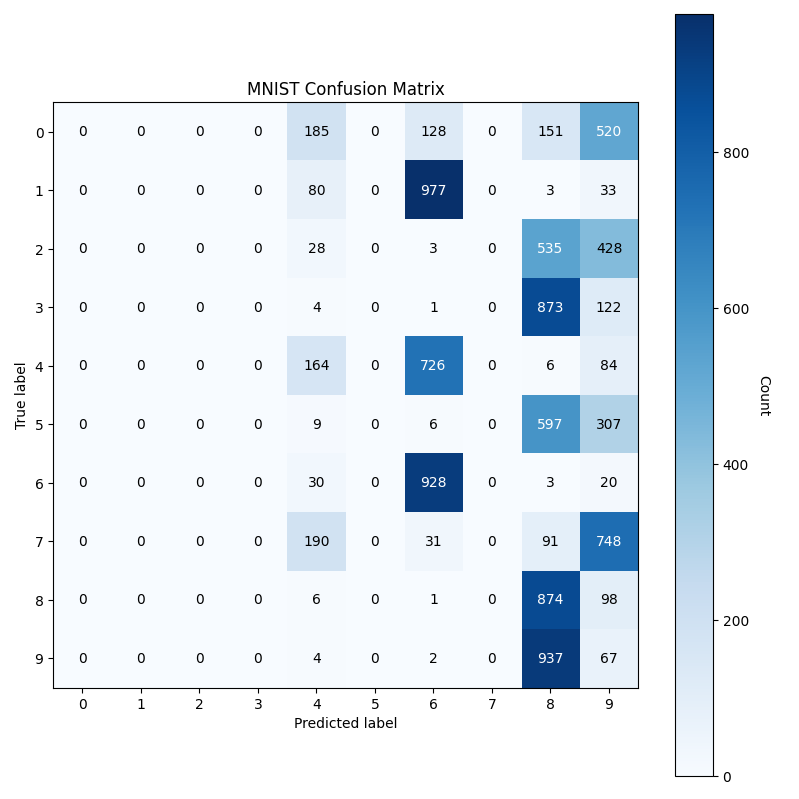 MNIST Confusion Matrix
0 0 0 0 0 185 0 128 0 151 520
1 0 0 0 0 80 0 977 0 3 33
2 0 0 0 0 28 0 3 0 535 428
3 0 0 0 0 4 0 1 0 873 122
4 0 0 0 0 164 0 726 0 6 84
5 0 0 0 0 9 0 6 0 597 307
6 0 0 0 0 30 0 928 0 3 20
7 0 0 0 0 190 0 31 0 91 748
8 0 0 0 0 6 0 1 0 874 98
9 0 0 0 0 4 0 2 0 937 67
0 1 2 3 4 5 6 7 8 9
Predicted label
True label
800
600
400
200
0
Count